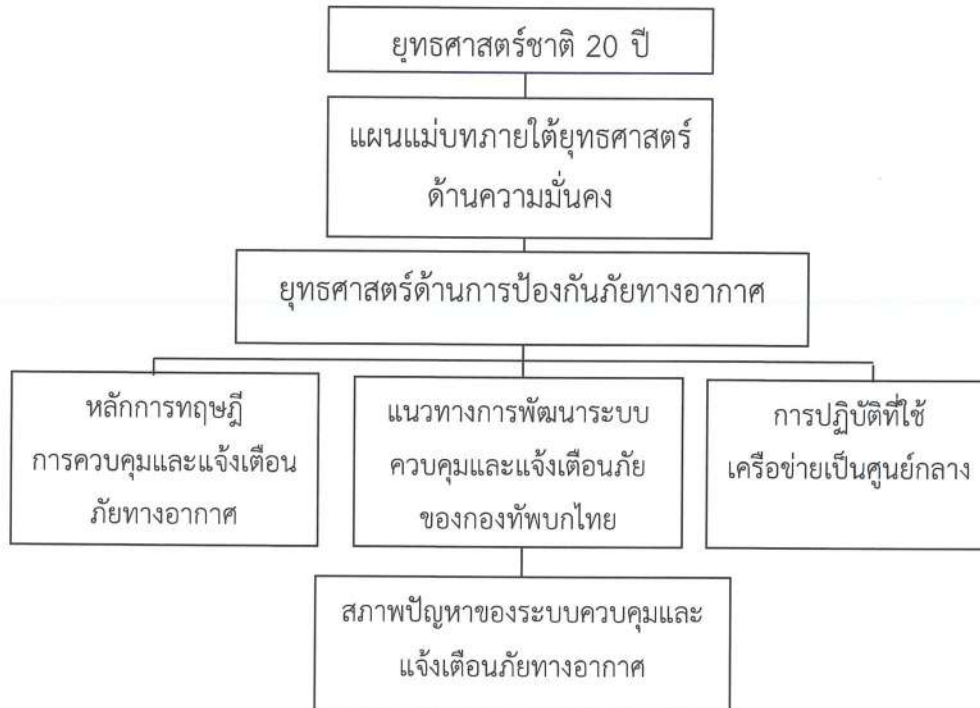 ยุทธศาสตร์ชาติ 20 ปี
แผนแม่บทภายใต้ยุทธศาสตร์
ด้านความมั่นคง
ยุทธศาสตร์ด้านการป้องกันภัยทางอากาศ
หลักการทฤษฎี
การควบคุมและแจ้งเตือน
ภัยทางอากาศ
แนวทางการพัฒนาระบบ
ควบคุมและแจ้งเตือนภัย
ของกองทัพบกไทย
การปฏิบัติที่ใช้
เครือข่ายเป็นศูนย์กลาง
สภาพปัญหาของระบบควบคุมและ
แจ้งเตือนภัยทางอากาศ